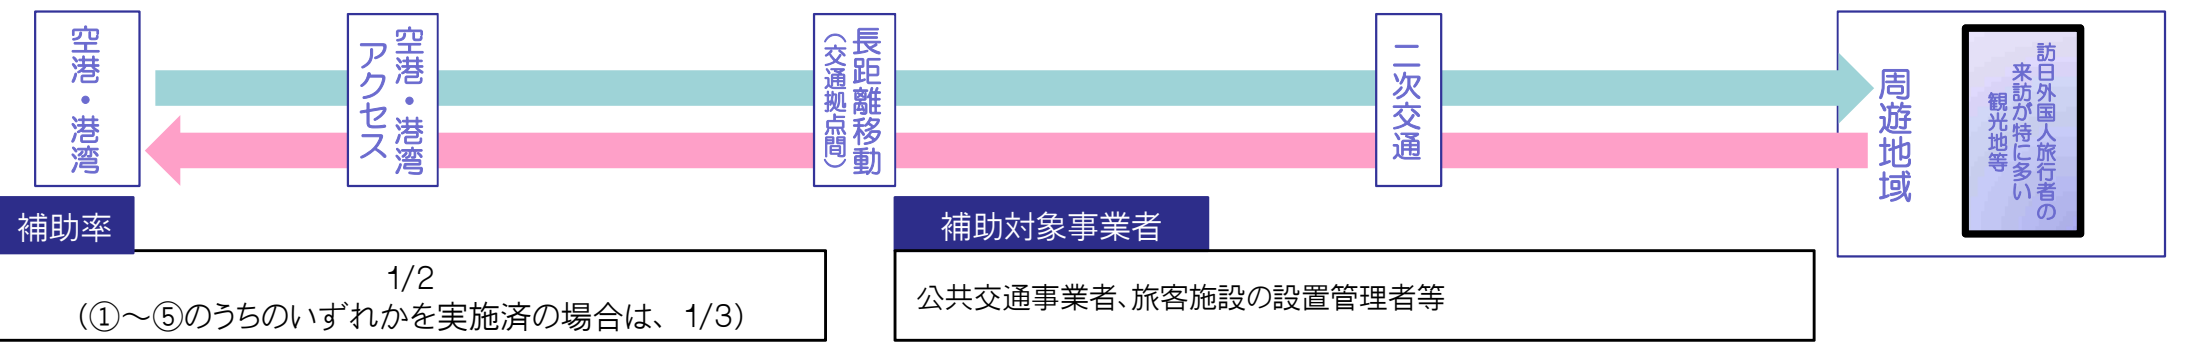 空港・港湾
空港・港湾
アクセス
長距離移動
（交通拠点間）
二次交通
周遊地域
訪日外国人旅行者の
来訪が特に多い
観光地等
補助率
1/2
（①～⑤のうちのいずれかを実施済の場合は、1/3）
補助対象事業者
公共交通事業者、旅客施設の設置管理者等